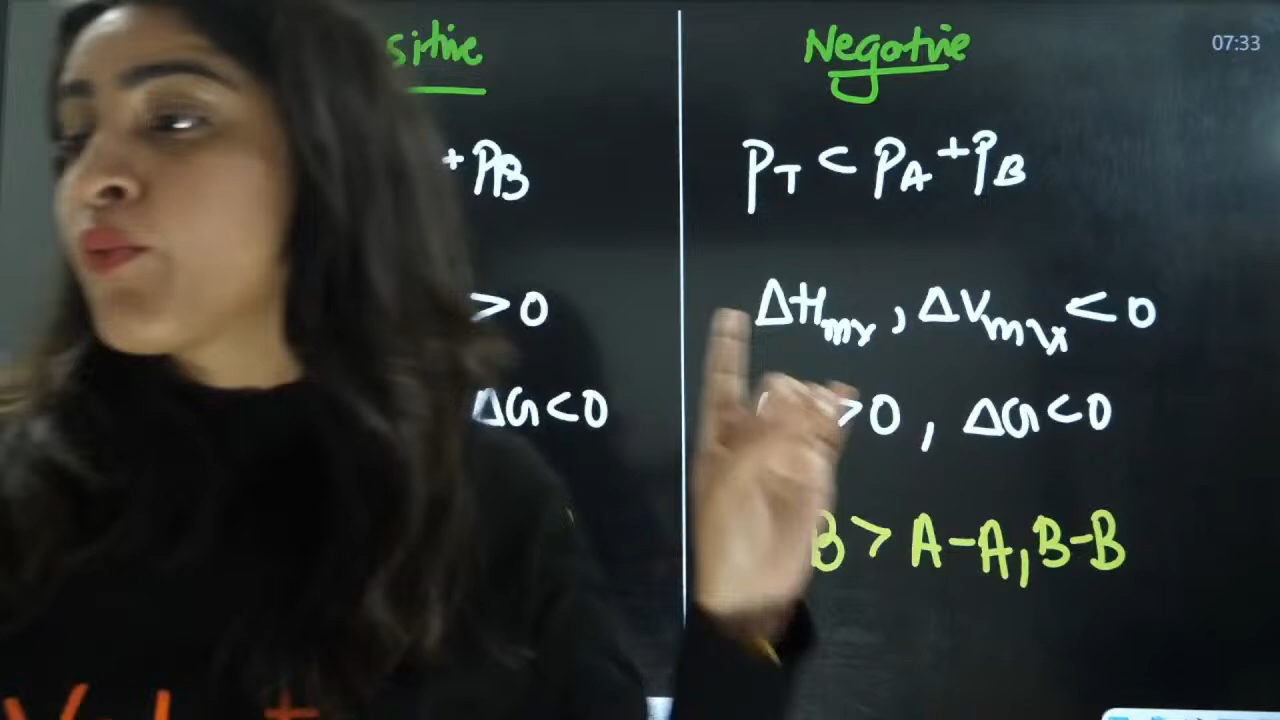 sitive
Negative
07:33
+ PB
PT < PA + PB
> 0
ΔHmix, ΔVmix < 0
ΔG < 0
> 0, ΔG < 0
B > A-A, B-B